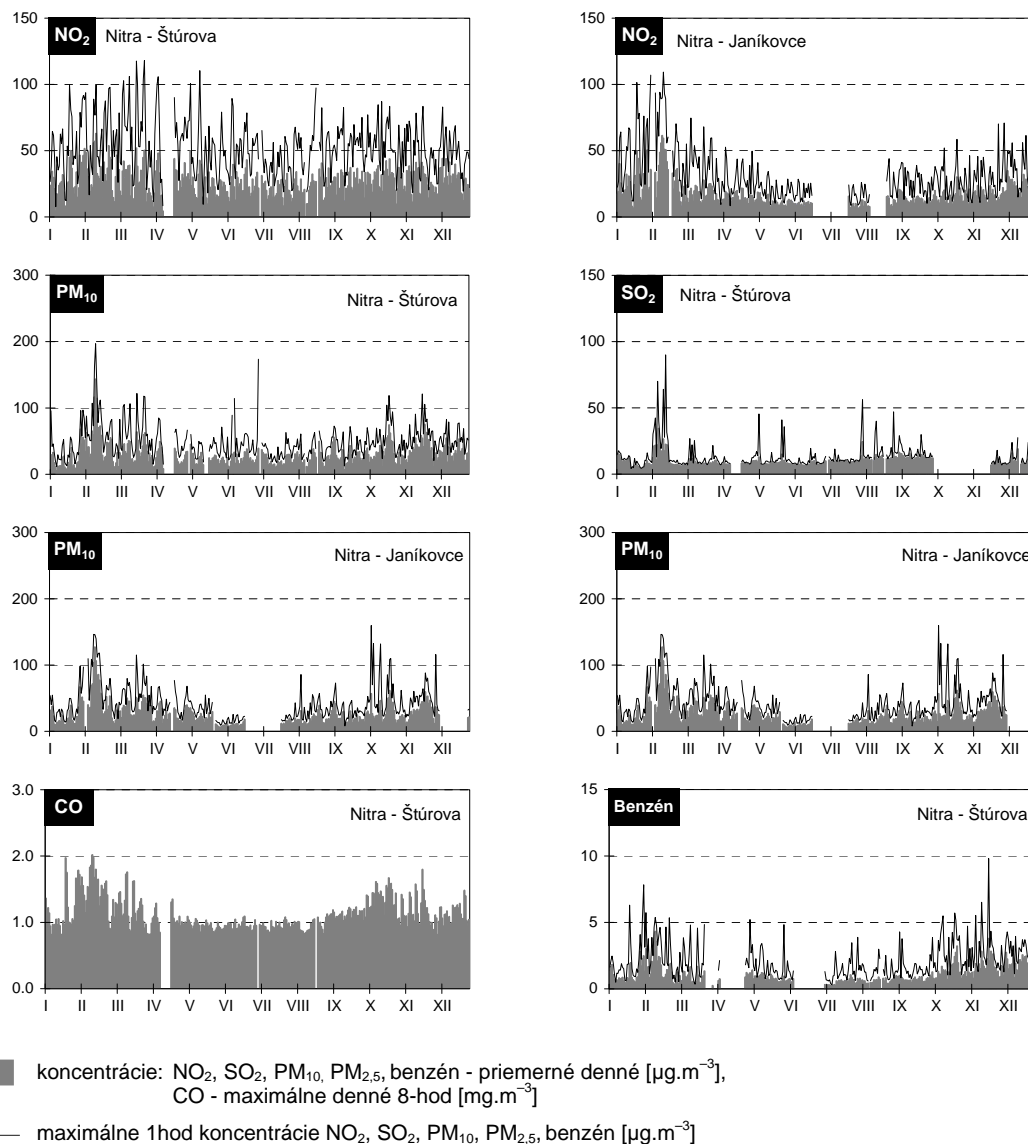 NO₂ Nitra - Štúrova
150
100
50
0
I II III IV V VI VII VIII IX X XI XII
NO₂ Nitra - Janíkovce
150
100
50
0
I II III IV V VI VII VIII IX X XI XII
PM₁₀ Nitra - Štúrova
300
200
100
0
I II III IV V VI VII VIII IX X XI XII
SO₂ Nitra - Štúrova
150
100
50
0
I II III IV V VI VII VIII IX X XI XII
PM₁₀ Nitra - Janíkovce
300
200
100
0
I II III IV V VI VII VIII IX X XI XII
PM₁₀ Nitra - Janíkovce
300
200
100
0
I II III IV V VI VII VIII IX X XI XII
CO Nitra - Štúrova
3.0
2.0
1.0
0.0
I II III IV V VI VII VIII IX X XI XII
Benzén Nitra - Štúrova
15
10
5
0
I II III IV V VI VII VIII IX X XI XII
koncentrácie: NO₂, SO₂, PM₁₀, PM₂,₅, benzén - priemerné denné [µg.m⁻³],
CO - maximálne denné 8-hod [mg.m⁻³]
maximálne 1hod koncentrácie NO₂, SO₂, PM₁₀, PM₂,₅, benzén [µg.m⁻³]